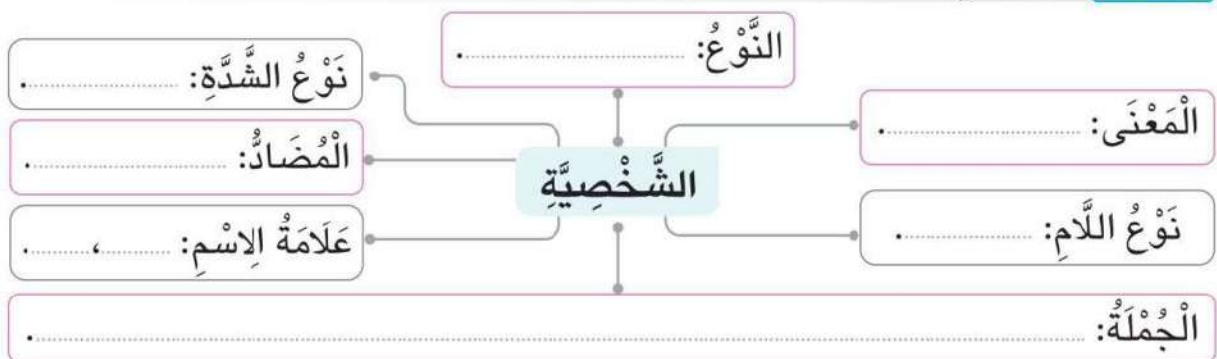 النَّوْعُ: ........................
نَوْعُ الشَّدَّةِ: ........................
الْمَعْنَى: ........................
الْمُضَادُّ: ........................
الشَّخْصِيَّةِ
نَوْعُ اللَّامِ: ........................
عَلَامَةُ الِاسْمِ: ............، ............
الْجُمْلَةُ: ........................